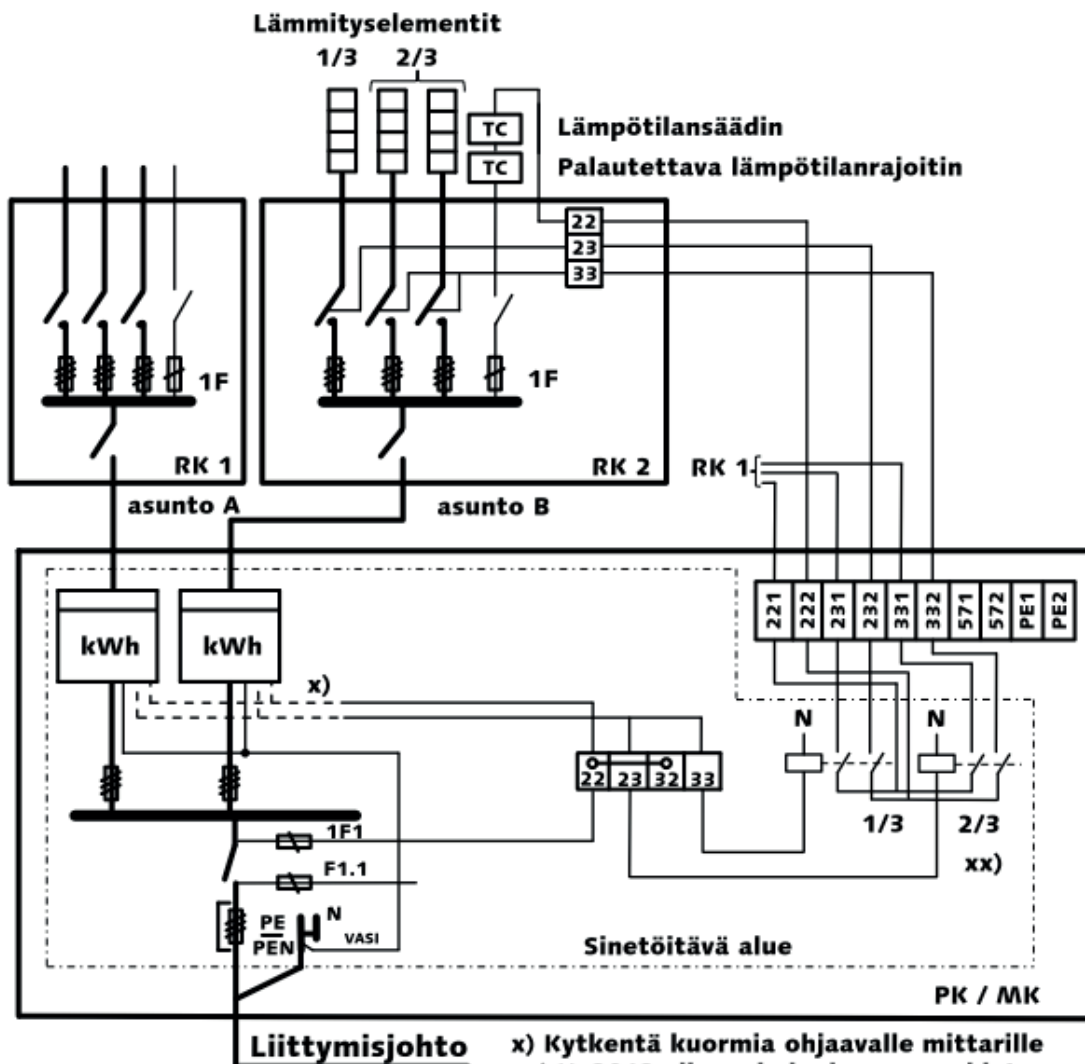 Lämmityselementit
1/3 2/3
TC Lämpötilansäädin
TC Palautettava lämpötilanrajoitin
22
23
33
1F 1F
RK 1 RK 2 RK 1
asunto A asunto B
221 222 231 232 331 332 571 572 PE1 PE2
kWh kWh
x)
N N
22 23 32 33
1/3 2/3
1F1
xx)
F1.1
PE N
PEN VASI
Sinetöitävä alue
PK / MK
Liittymisjohto x) Kytkentä kuormia ohjaavalle mittarille